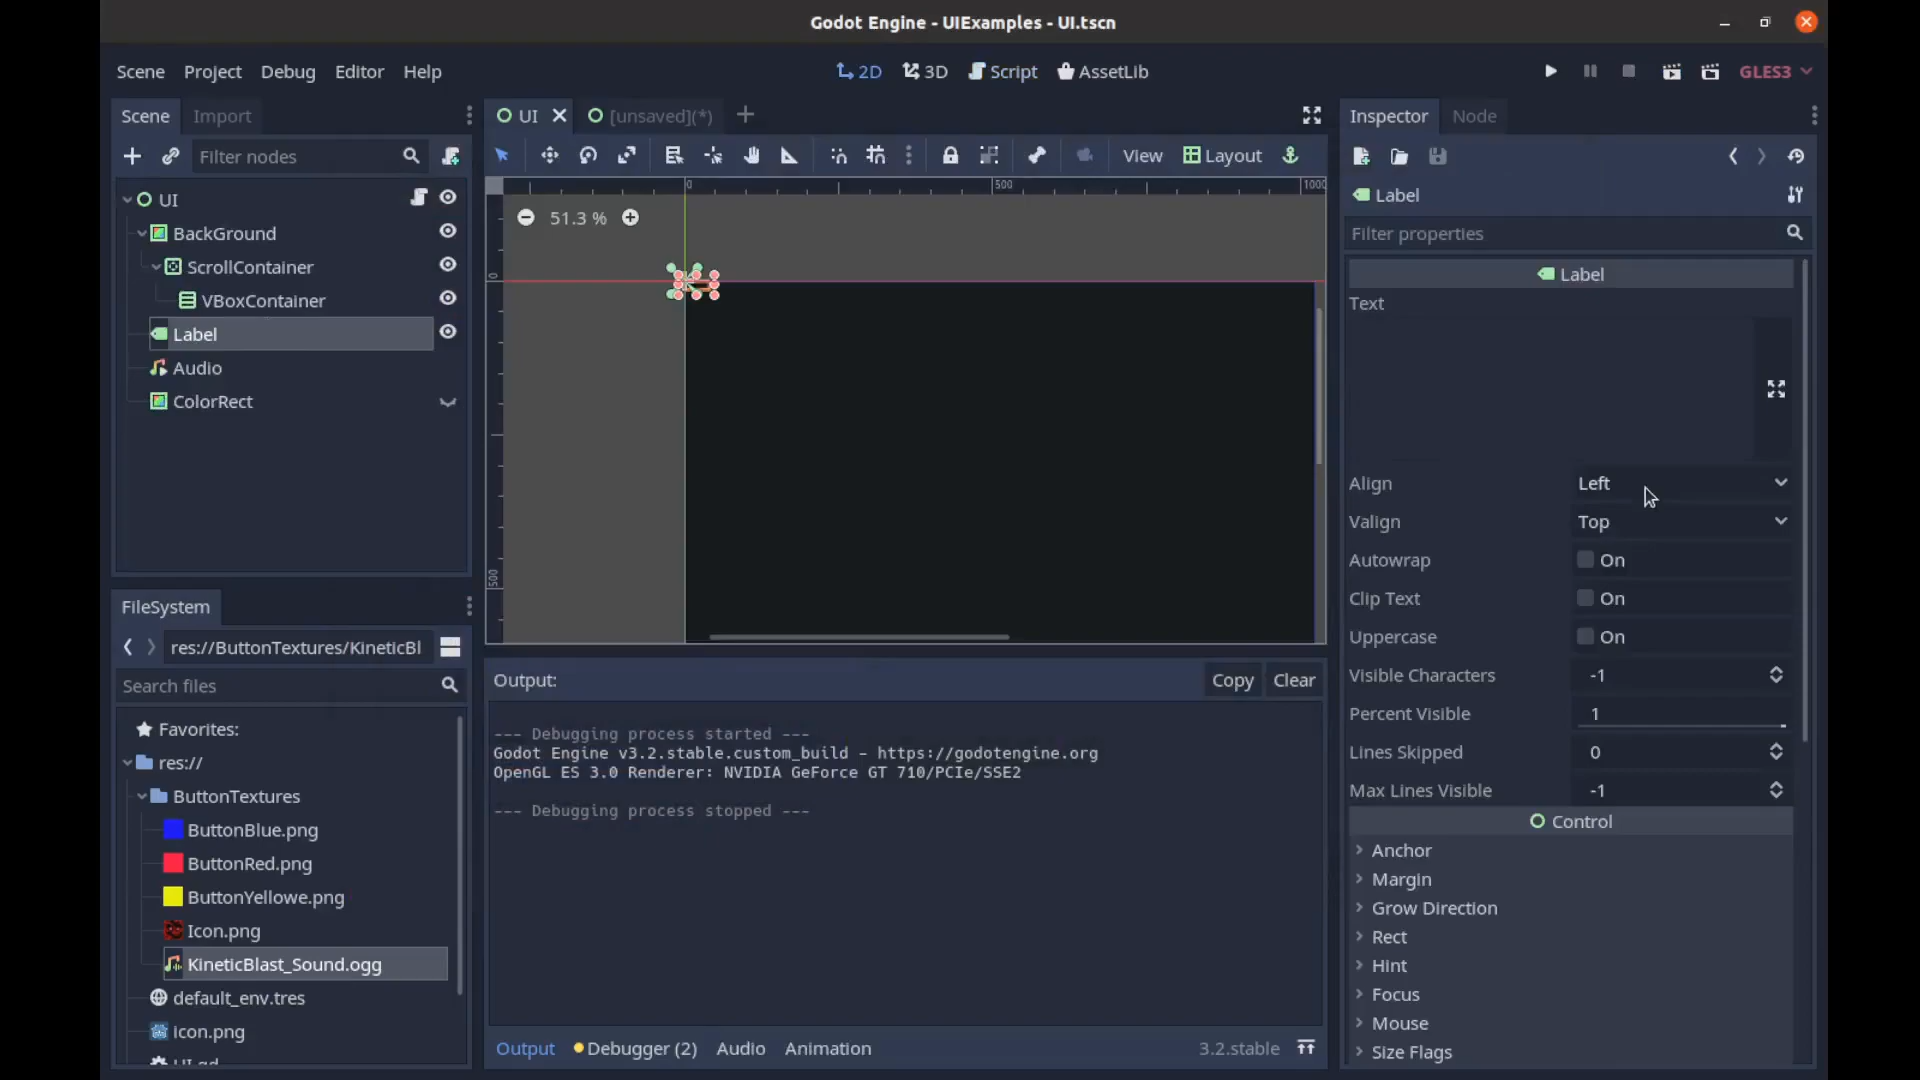 Godot Engine - UIExamples - UI.tscn
Scene Project Debug Editor Help
2D 3D Script AssetLib
GLES3
Scene Import
Filter nodes
UI
BackGround
ScrollContainer
VBoxContainer
Label
Audio
ColorRect
FileSystem
res://ButtonTextures/KineticBl
Search files
Favorites:
res://
ButtonTextures
ButtonBlue.png
ButtonRed.png
ButtonYellowe.png
Icon.png
KineticBlast_Sound.ogg
default_env.tres
icon.png
UI [unsaved](*)
View Layout
0 500 1000
51.3 %
0
500
Output: Copy Clear
--- Debugging process started ---
Godot Engine v3.2.stable.custom_build - https://godotengine.org
OpenGL ES 3.0 Renderer: NVIDIA GeForce GT 710/PCIe/SSE2
--- Debugging process stopped ---
Output Debugger (2) Audio Animation 3.2.stable
Inspector Node
Label
Filter properties
Label
Text
Align Left
Valign Top
Autowrap On
Clip Text On
Uppercase On
Visible Characters -1
Percent Visible 1
Lines Skipped 0
Max Lines Visible -1
Control
Anchor
Margin
Grow Direction
Rect
Hint
Focus
Mouse
Size Flags